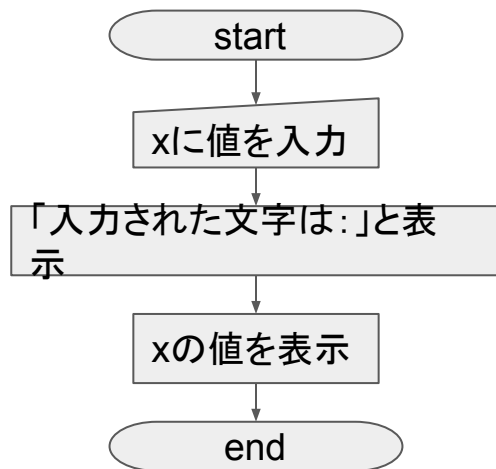 start
xに値を入力
「入力された文字は：」と表
示
xの値を表示
end